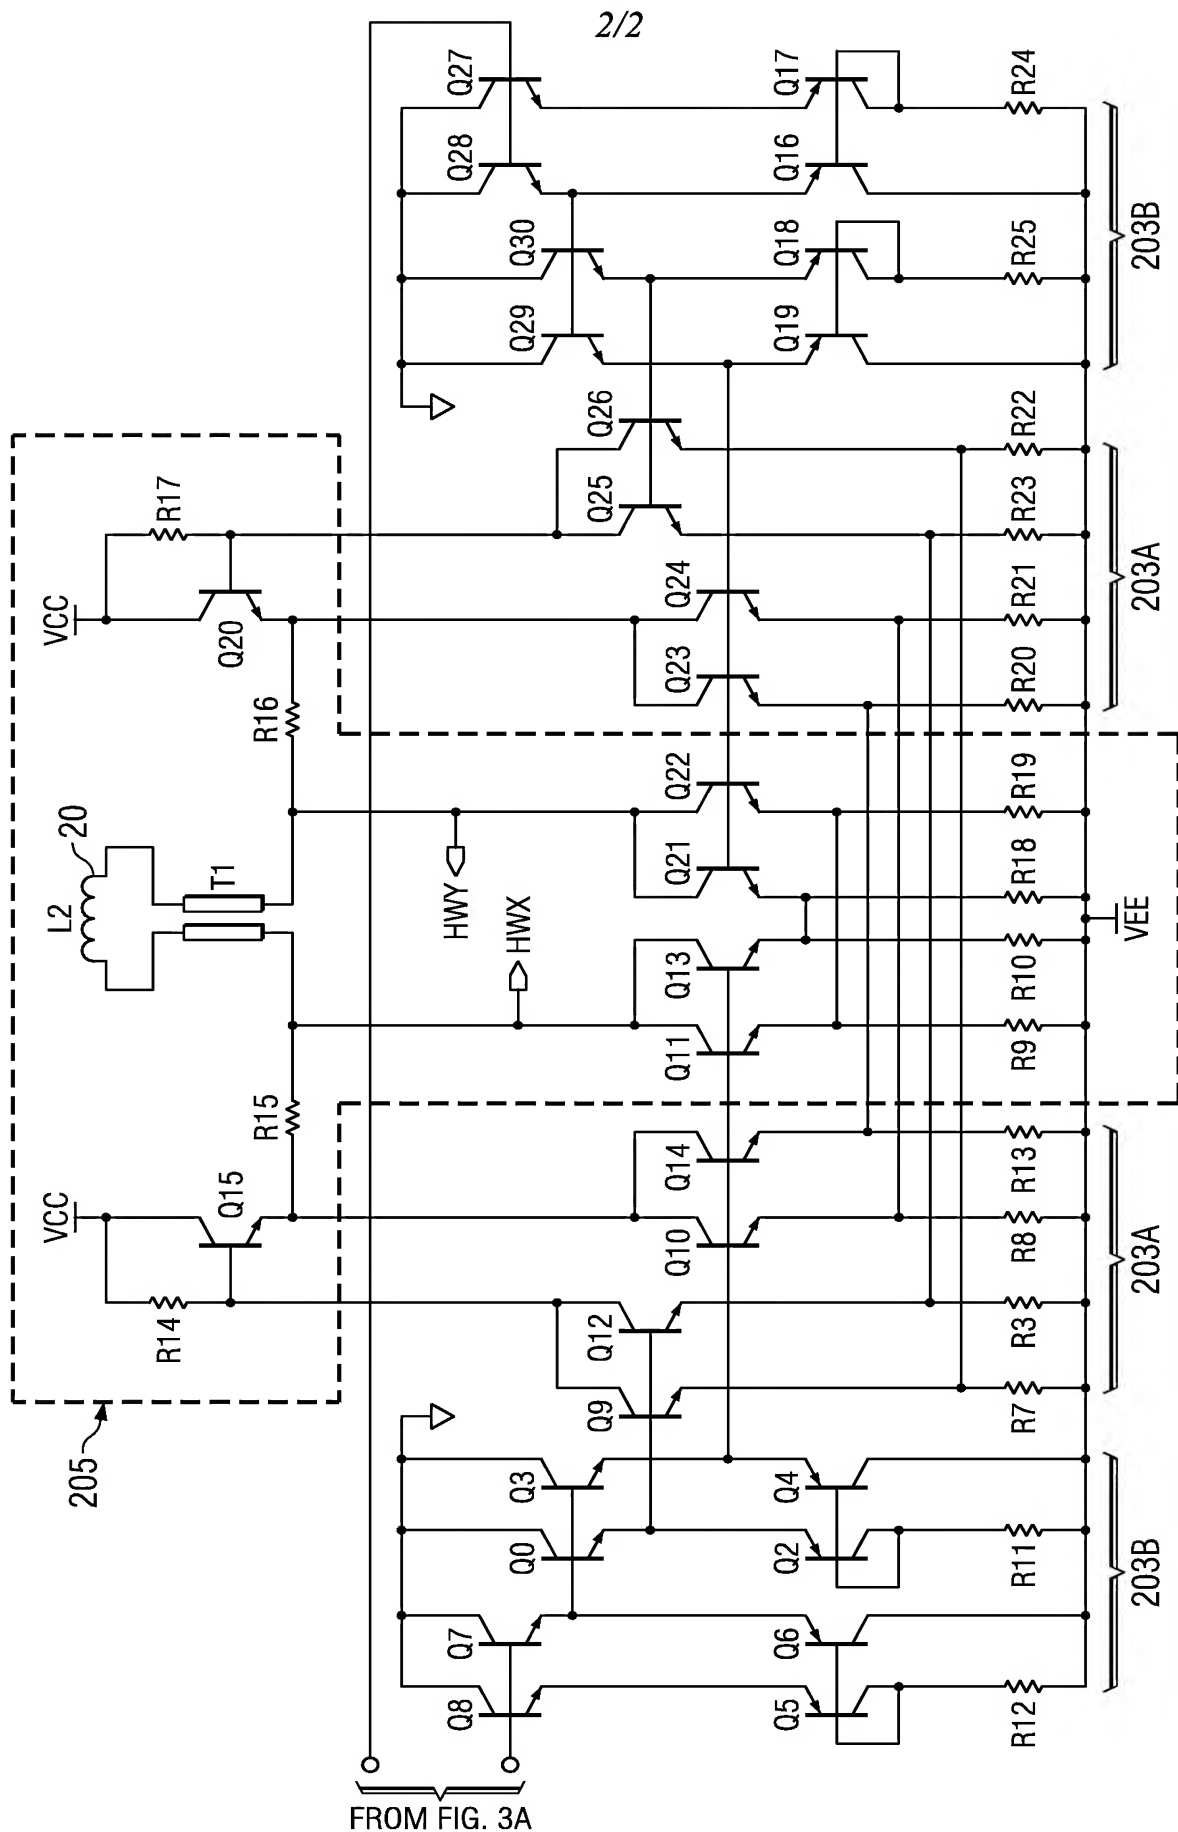 2/2
Q27
Q17
R24
Q28
Q16
203B
Q30
Q18
R25
Q29
Q19
Q26
R22
R17
VCC
Q25
R23
203A
Q20
Q24
R21
Q23
R20
R16
20
L2
T1
HWY
HWX
Q22
R19
Q21
R18
VEE
Q13
R10
Q11
R9
R15
VCC
Q15
Q14
R13
Q10
R8
203A
R14
Q12
R3
Q9
R7
205
Q3
Q4
Q0
Q2
R11
203B
Q7
Q6
Q8
Q5
R12
FROM FIG. 3A